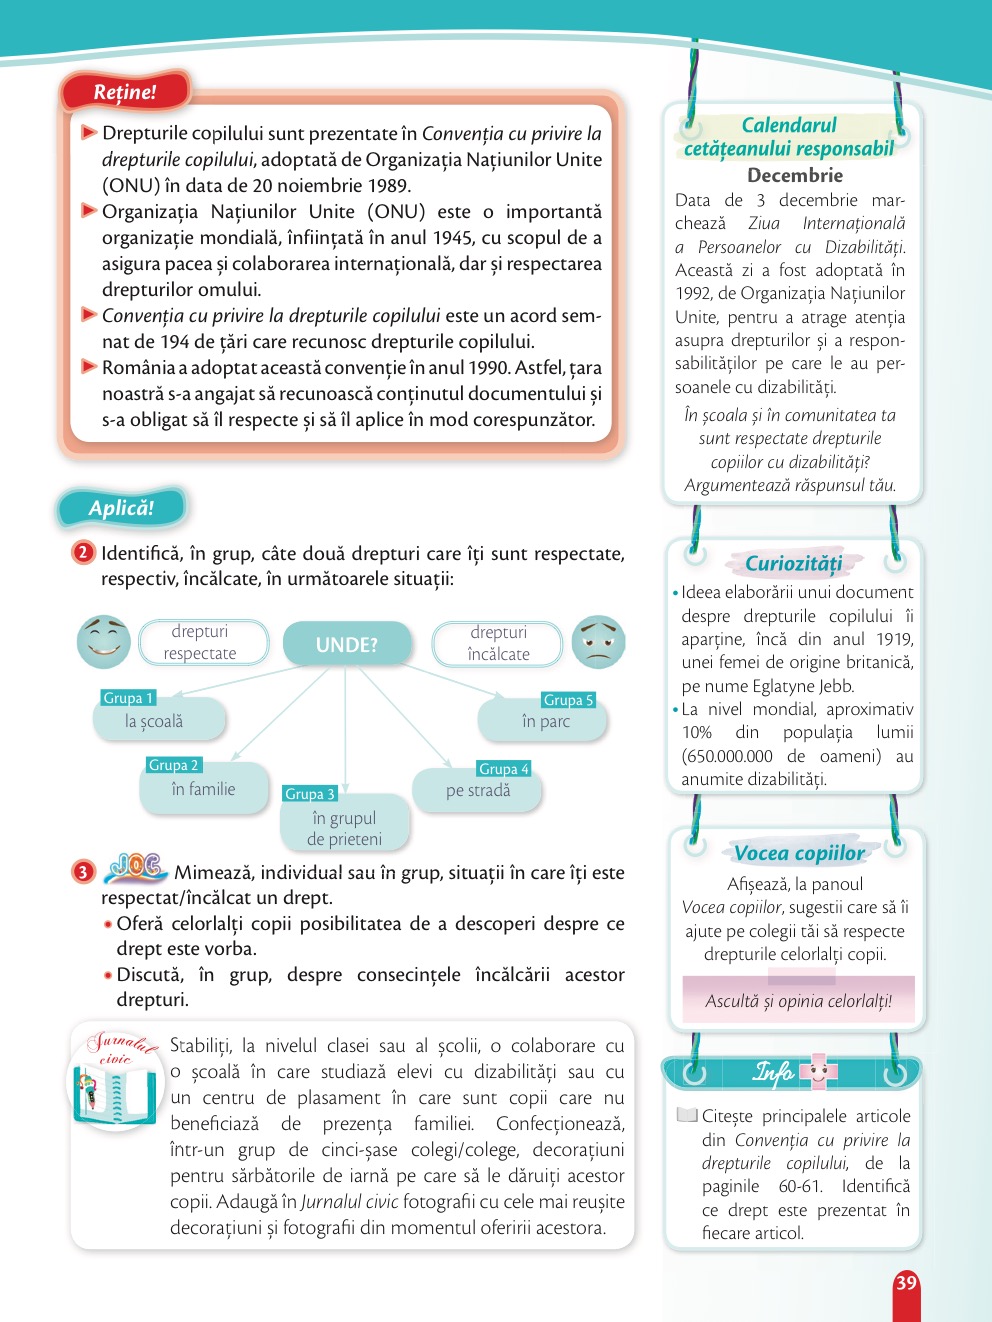 Reține!
Drepturile copilului sunt prezentate în Convenția cu privire la
drepturile copilului, adoptată de Organizația Națiunilor Unite
(ONU) în data de 20 noiembrie 1989.
Organizația Națiunilor Unite (ONU) este o importantă
organizație mondială, înființată în anul 1945, cu scopul de a
asigura pacea și colaborarea internațională, dar și respectarea
drepturilor omului.
Convenția cu privire la drepturile copilului este un acord sem-
nat de 194 de țări care recunosc drepturile copilului.
România a adoptat această convenție în anul 1990. Astfel, țara
noastră s-a angajat să recunoască conținutul documentului și
s-a obligat să îl respecte și să îl aplice în mod corespunzător.
Aplică!
2 Identifică, în grup, câte două drepturi care îți sunt respectate,
respectiv, încălcate, în următoarele situații:
drepturi
respectate
UNDE?
drepturi
încălcate
Grupa 1
la școală
Grupa 2
în familie
Grupa 3
în grupul
de prieteni
Grupa 4
pe stradă
Grupa 5
în parc
3 JOC Mimează, individual sau în grup, situații în care îți este
respectat/încălcat un drept.
• Oferă celorlalți copii posibilitatea de a descoperi despre ce
drept este vorba.
• Discută, în grup, despre consecințele încălcării acestor
drepturi.
Jurnalul
civic
Stabiliți, la nivelul clasei sau al școlii, o colaborare cu
o școală în care studiază elevi cu dizabilități sau cu
un centru de plasament în care sunt copii care nu
beneficiază de prezența familiei. Confecționează,
într-un grup de cinci-șase colegi/colege, decorațiuni
pentru sărbătorile de iarnă pe care să le dăruiți acestor
copii. Adaugă în Jurnalul civic fotografii cu cele mai reușite
decorațiuni și fotografii din momentul oferirii acestora.
Calendarul
cetățeanului responsabil
Decembrie
Data de 3 decembrie mar-
chează Ziua Internațională
a Persoanelor cu Dizabilități.
Această zi a fost adoptată în
1992, de Organizația Națiunilor
Unite, pentru a atrage atenția
asupra drepturilor și a respon-
sabilităților pe care le au per-
soanele cu dizabilități.
În școala și în comunitatea ta
sunt respectate drepturile
copiilor cu dizabilități?
Argumentează răspunsul tău.
Curiozități
• Ideea elaborării unui document
despre drepturile copilului îi
aparține, încă din anul 1919,
unei femei de origine britanică,
pe nume Eglatyne Jebb.
• La nivel mondial, aproximativ
10% din populația lumii
(650.000.000 de oameni) au
anumite dizabilități.
Vocea copiilor
Afișează, la panoul
Vocea copiilor, sugestii care să îi
ajute pe colegii tăi să respecte
drepturile celorlalți copii.
Ascultă și opinia celorlalți!
Info
Citește principalele articole
din Convenția cu privire la
drepturile copilului, de la
paginile 60-61. Identifică
ce drept este prezentat în
fiecare articol.
39